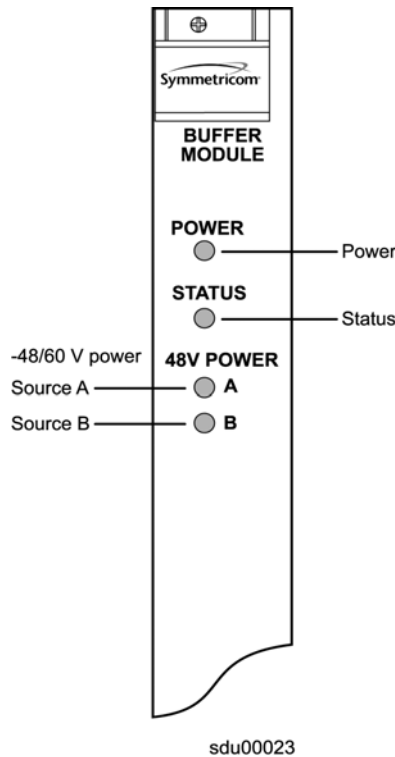 Symmetricom
BUFFER
MODULE
POWER
Power
STATUS
Status
-48/60 V power
48V POWER
Source A
A
Source B
B
sdu00023